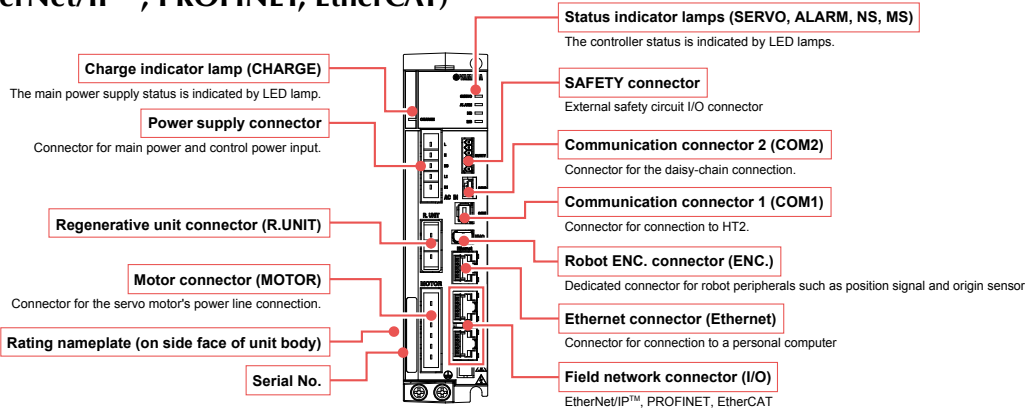 erNet/IP™, PROFINET, EtherCAT)
Status indicator lamps (SERVO, ALARM, NS, MS)
The controller status is indicated by LED lamps.
Charge indicator lamp (CHARGE)
The main power supply status is indicated by LED lamp.
SAFETY connector
External safety circuit I/O connector
Power supply connector
Connector for main power and control power input.
Communication connector 2 (COM2)
Connector for the daisy-chain connection.
Communication connector 1 (COM1)
Connector for connection to HT2.
Regenerative unit connector (R.UNIT)
Robot ENC. connector (ENC.)
Dedicated connector for robot peripherals such as position signal and origin sensor
Motor connector (MOTOR)
Connector for the servo motor's power line connection.
Ethernet connector (Ethernet)
Connector for connection to a personal computer
Rating nameplate (on side face of unit body)
Serial No.
Field network connector (I/O)
EtherNet/IP™, PROFINET, EtherCAT
AC IN
R. UNIT
Ethernet
MOTOR